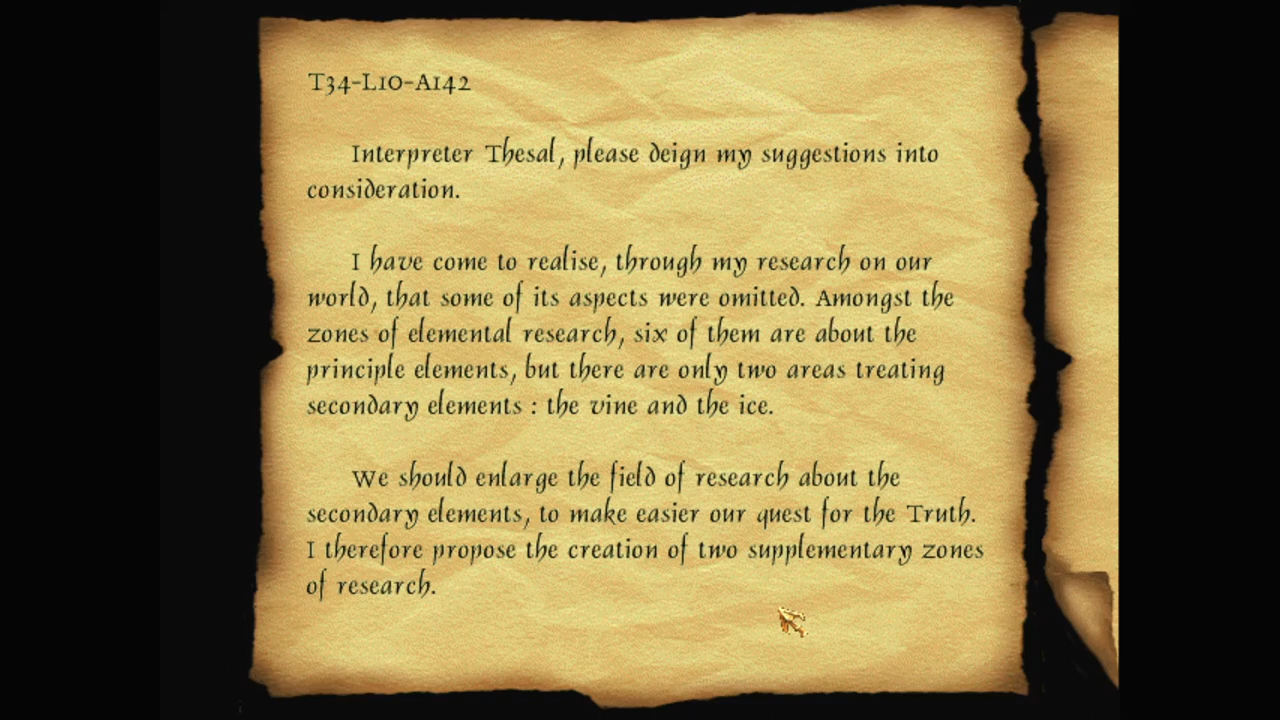 T34-L10-A142
Interpreter Thesal, please deign my suggestions into
consideration.
I have come to realise, through my research on our
world, that some of its aspects were omitted. Amongst the
zones of elemental research, six of them are about the
principle elements, but there are only two areas treating
secondary elements : the vine and the ice.
We should enlarge the field of research about the
secondary elements, to make easier our quest for the Truth.
I therefore propose the creation of two supplementary zones
of research.